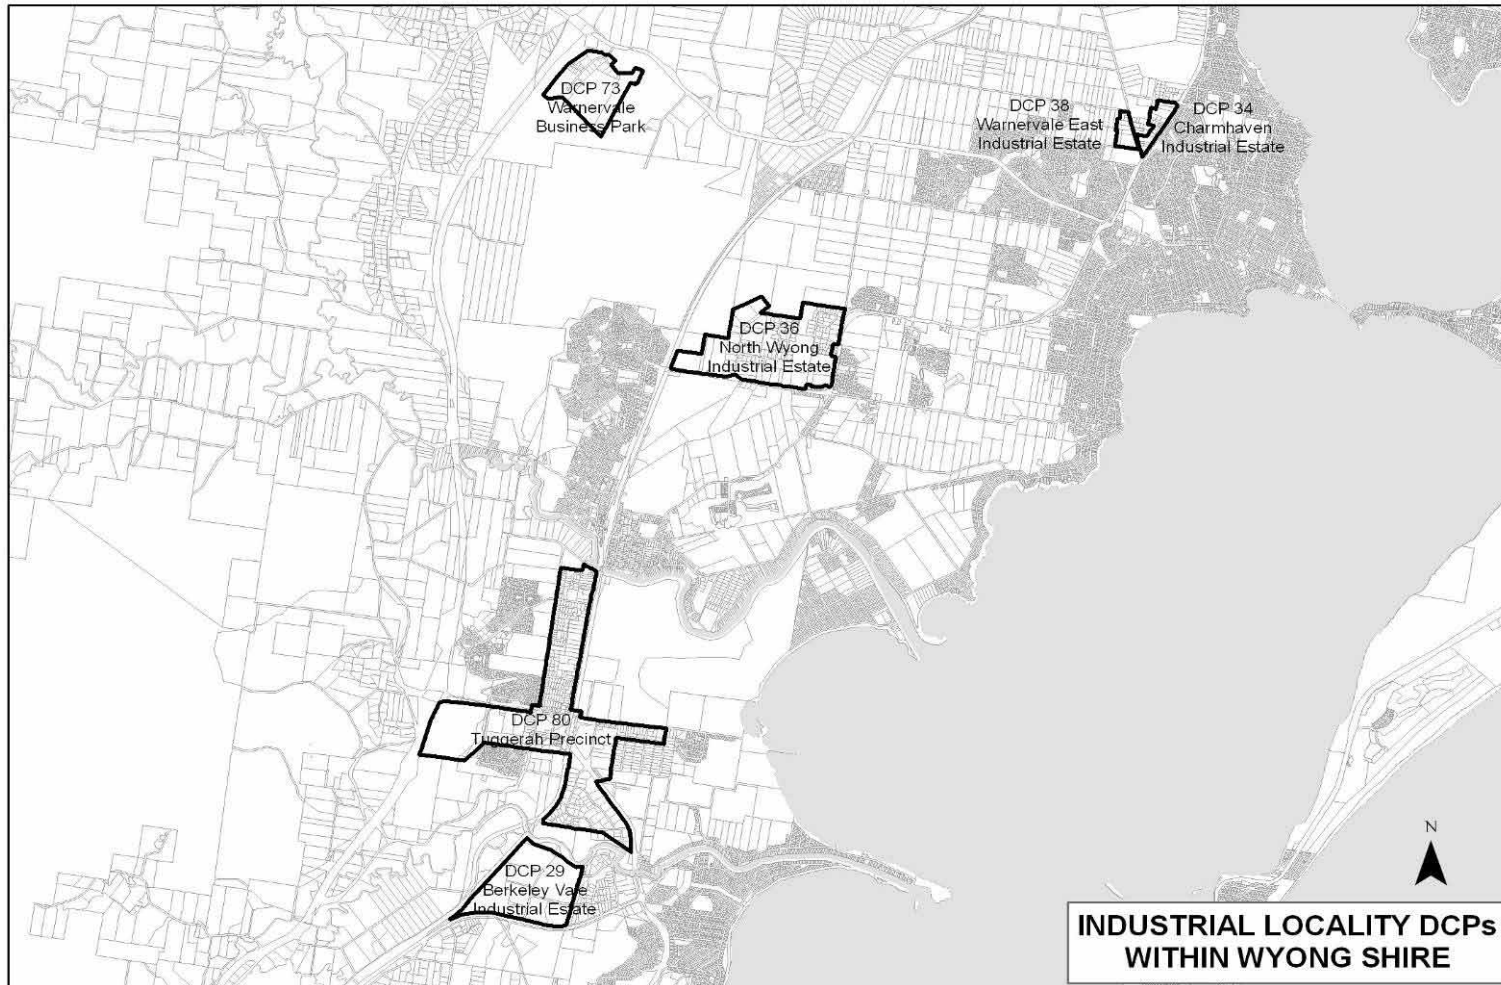 DCP 73
Warnervale
Business Park
DCP 38
Warnervale East
Industrial Estate
DCP 34
Charmhaven
Industrial Estate
DCP 36
North Wyong
Industrial Estate
DCP 80
Tuggerah Precinct
DCP 29
Berkeley Vale
Industrial Estate
N
INDUSTRIAL LOCALITY DCPs
WITHIN WYONG SHIRE